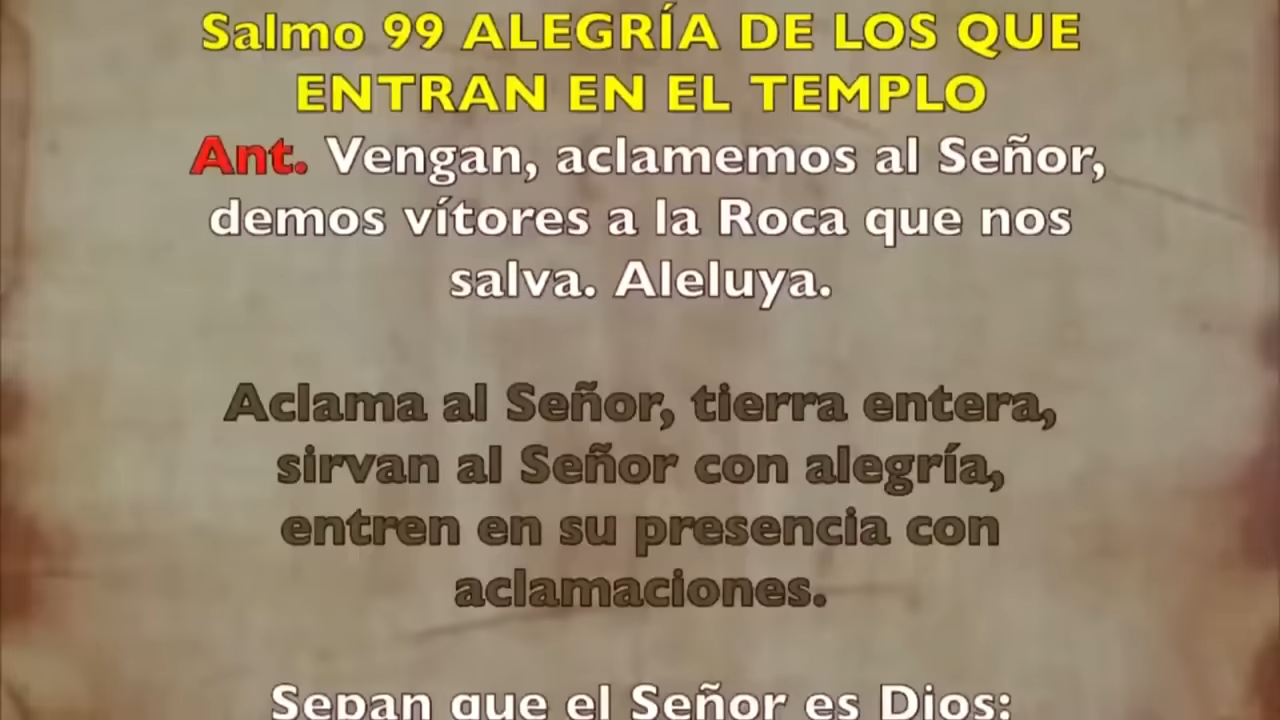 Salmo 99 ALEGRÍA DE LOS QUE
ENTRAN EN EL TEMPLO
Ant. Vengan, aclamemos al Señor,
demos vítores a la Roca que nos
salva. Aleluya.
Aclama al Señor, tierra entera,
sirvan al Señor con alegría,
entren en su presencia con
aclamaciones.
Sepan que el Señor es Dios: